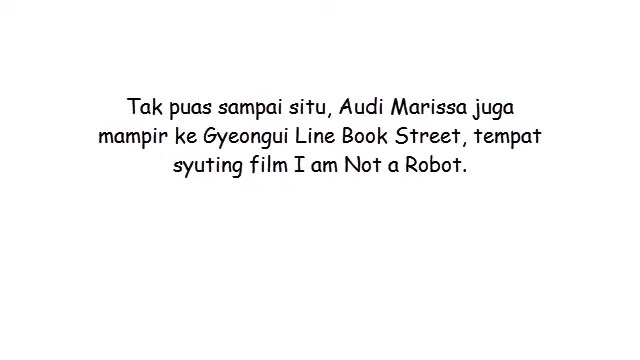 Tak puas sampai situ, Audi Marissa juga
mampir ke Gyeongui Line Book Street, tempat
syuting film I am Not a Robot.